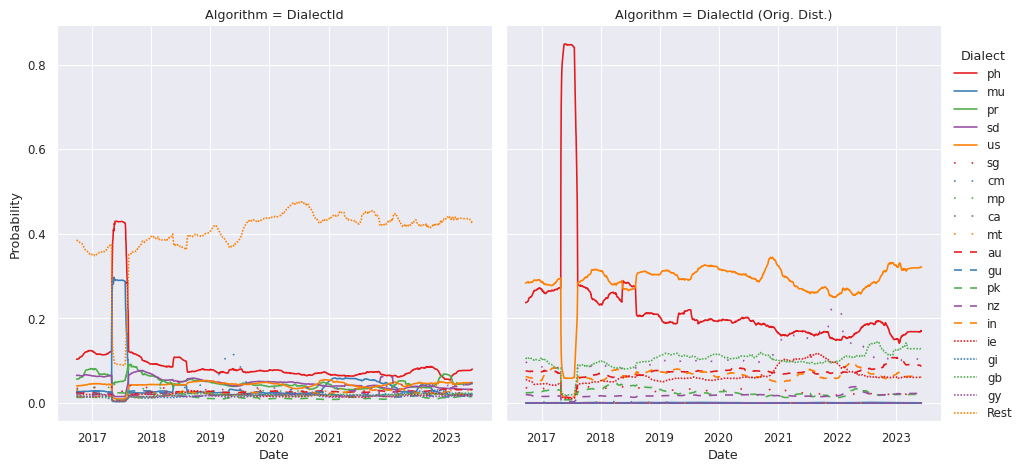 Algorithm = DialectId
Algorithm = DialectId (Orig. Dist.)
Probability
0.8
0.6
0.4
0.2
0.0
2017 2018 2019 2020 2021 2022 2023
Date
2017 2018 2019 2020 2021 2022 2023
Date
Dialect
ph
mu
pr
sd
us
sg
cm
mp
ca
mt
au
gu
pk
nz
in
ie
gi
gb
gy
Rest